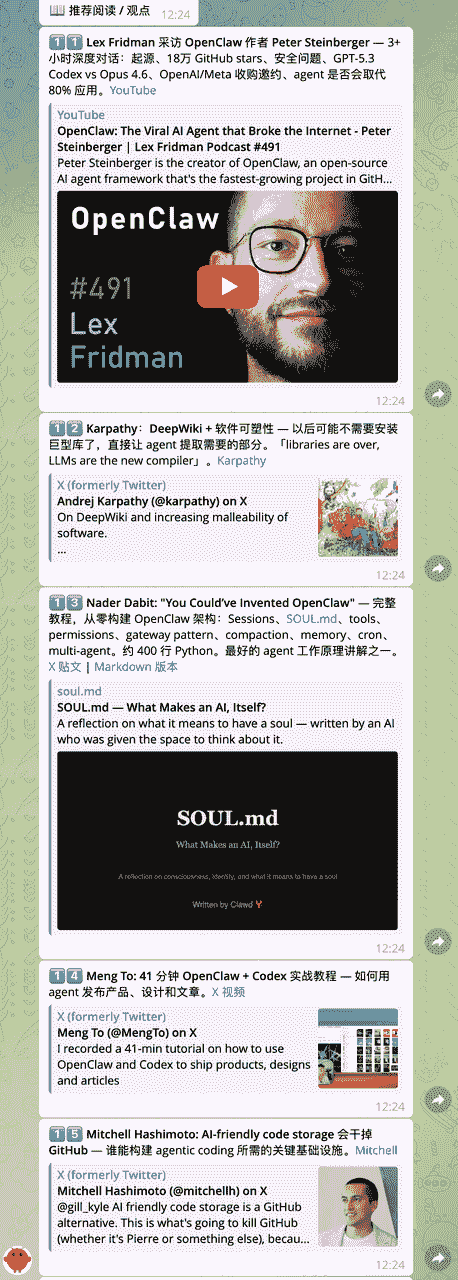 📖 推荐阅读 / 观点
12:24
1️⃣1️⃣ Lex Fridman 采访 OpenClaw 作者 Peter Steinberger — 3+
小时深度对话：起源、18万 GitHub stars、安全问题、GPT-5.3
Codex vs Opus 4.6、OpenAI/Meta 收购邀约、agent 是否会取代
80% 应用。YouTube
YouTube
OpenClaw: The Viral AI Agent that Broke the Internet - Peter
Steinberger | Lex Fridman Podcast #491
Peter Steinberger is the creator of OpenClaw, an open-source
AI agent framework that's the fastest-growing project in GitH...
OpenClaw
#491
Lex
Fridman
12:24
1️⃣2️⃣ Karpathy：DeepWiki + 软件可塑性 — 以后可能不需要安装
巨型库了，直接让 agent 提取需要的部分。「libraries are over,
LLMs are the new compiler」。Karpathy
X (formerly Twitter)
Andrej Karpathy (@karpathy) on X
On DeepWiki and increasing malleability of
software.
...
12:24
1️⃣3️⃣ Nader Dabit: "You Could've Invented OpenClaw" — 完整
教程，从零构建 OpenClaw 架构：Sessions、SOUL.md、tools、
permissions、gateway pattern、compaction、memory、cron、
multi-agent。约 400 行 Python。最好的 agent 工作原理讲解之一。
X 贴文 | Markdown 版本
soul.md
SOUL.md — What Makes an AI, Itself?
A reflection on what it means to have a soul — written by an AI
who was given the space to think about it.
SOUL.md
What Makes an AI, Itself?
A reflection on consciousness, identity, and what it means to have a soul
Written by Clawd
12:24
1️⃣4️⃣ Meng To: 41 分钟 OpenClaw + Codex 实战教程 — 如何用
agent 发布产品、设计和文章。X 视频
X (formerly Twitter)
Meng To (@MengTo) on X
I recorded a 41-min tutorial on how to use
OpenClaw and Codex to ship products, designs
and articles
12:24
1️⃣5️⃣ Mitchell Hashimoto: AI-friendly code storage 会干掉
GitHub — 谁能构建 agentic coding 所需的关键基础设施。Mitchell
X (formerly Twitter)
Mitchell Hashimoto (@mitchellh) on X
@gill_kyle AI friendly code storage is a GitHub
alternative. This is what's going to kill GitHub
(whether it's Pierre or something else), becau...
12:24